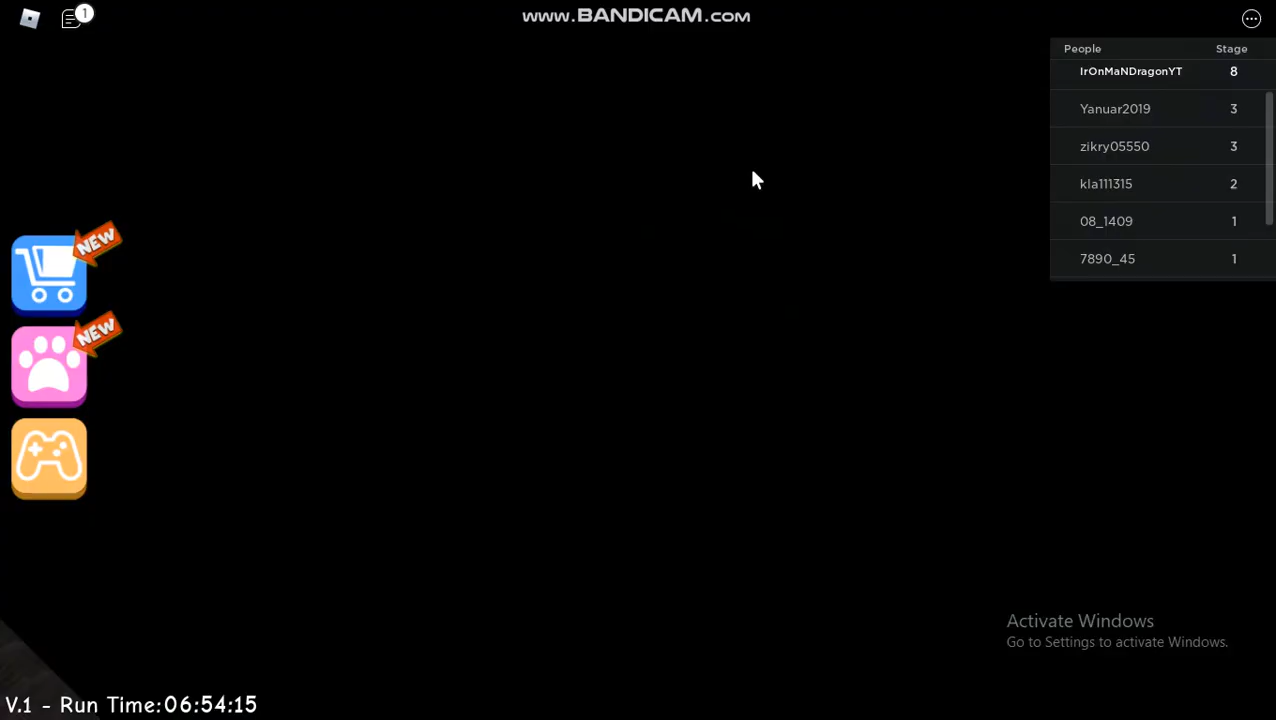 1
www.BANDICAM.com
People Stage
IrOnMaNDragonYT 8
Yanuar2019 3
zikry05550 3
kla111315 2
08_1409 1
7890_45 1
NEW
NEW
Activate Windows
Go to Settings to activate Windows.
V.1 - Run Time:06:54:15